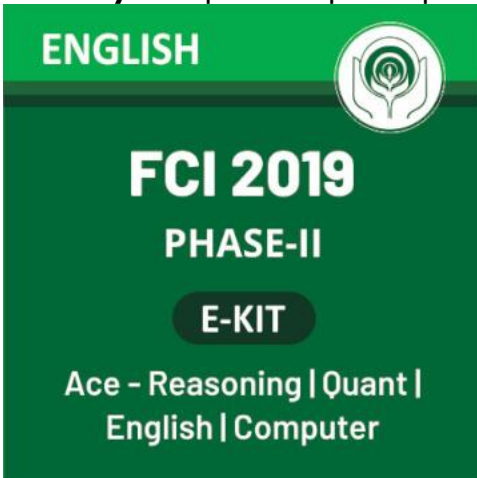 ENGLISH
FCI 2019
PHASE-II
E-KIT
Ace - Reasoning | Quant |
English | Computer